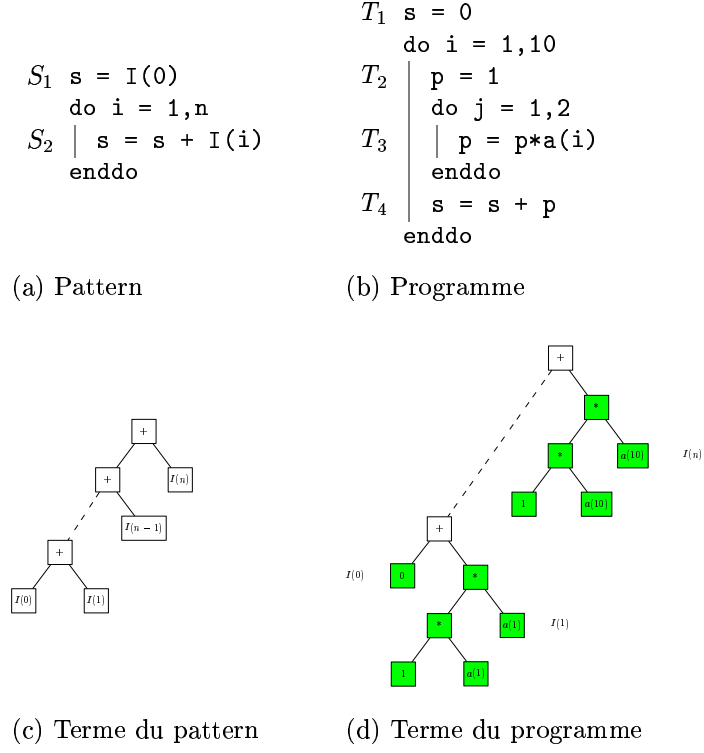 S1 s = I(0)
do i = 1,n
S2 s = s + I(i)
enddo
(a) Pattern
T1 s = 0
do i = 1,10
T2 p = 1
do j = 1,2
T3 p = p*a(i)
enddo
T4 s = s + p
enddo
(b) Programme
+
+ I(n)
I(n − 1)
+
I(0) I(1)
(c) Terme du pattern
+
*
* a(10) I(n)
1 a(10)
+
I(0) 0 *
* a(1) I(1)
1 a(1)
(d) Terme du programme